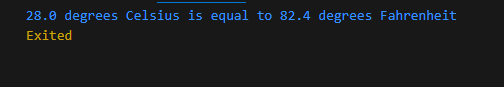 28.0 degrees Celsius is equal to 82.4 degrees Fahrenheit
Exited